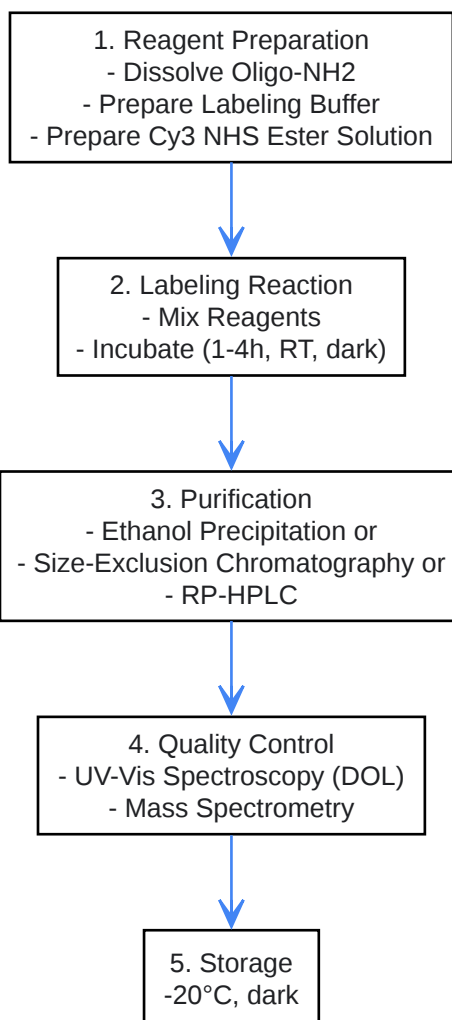 1. Reagent Preparation
- Dissolve Oligo-NH2
- Prepare Labeling Buffer
- Prepare Cy3 NHS Ester Solution
2. Labeling Reaction
- Mix Reagents
- Incubate (1-4h, RT, dark)
3. Purification
- Ethanol Precipitation or
- Size-Exclusion Chromatography or
- RP-HPLC
4. Quality Control
- UV-Vis Spectroscopy (DOL)
- Mass Spectrometry
5. Storage
-20°C, dark